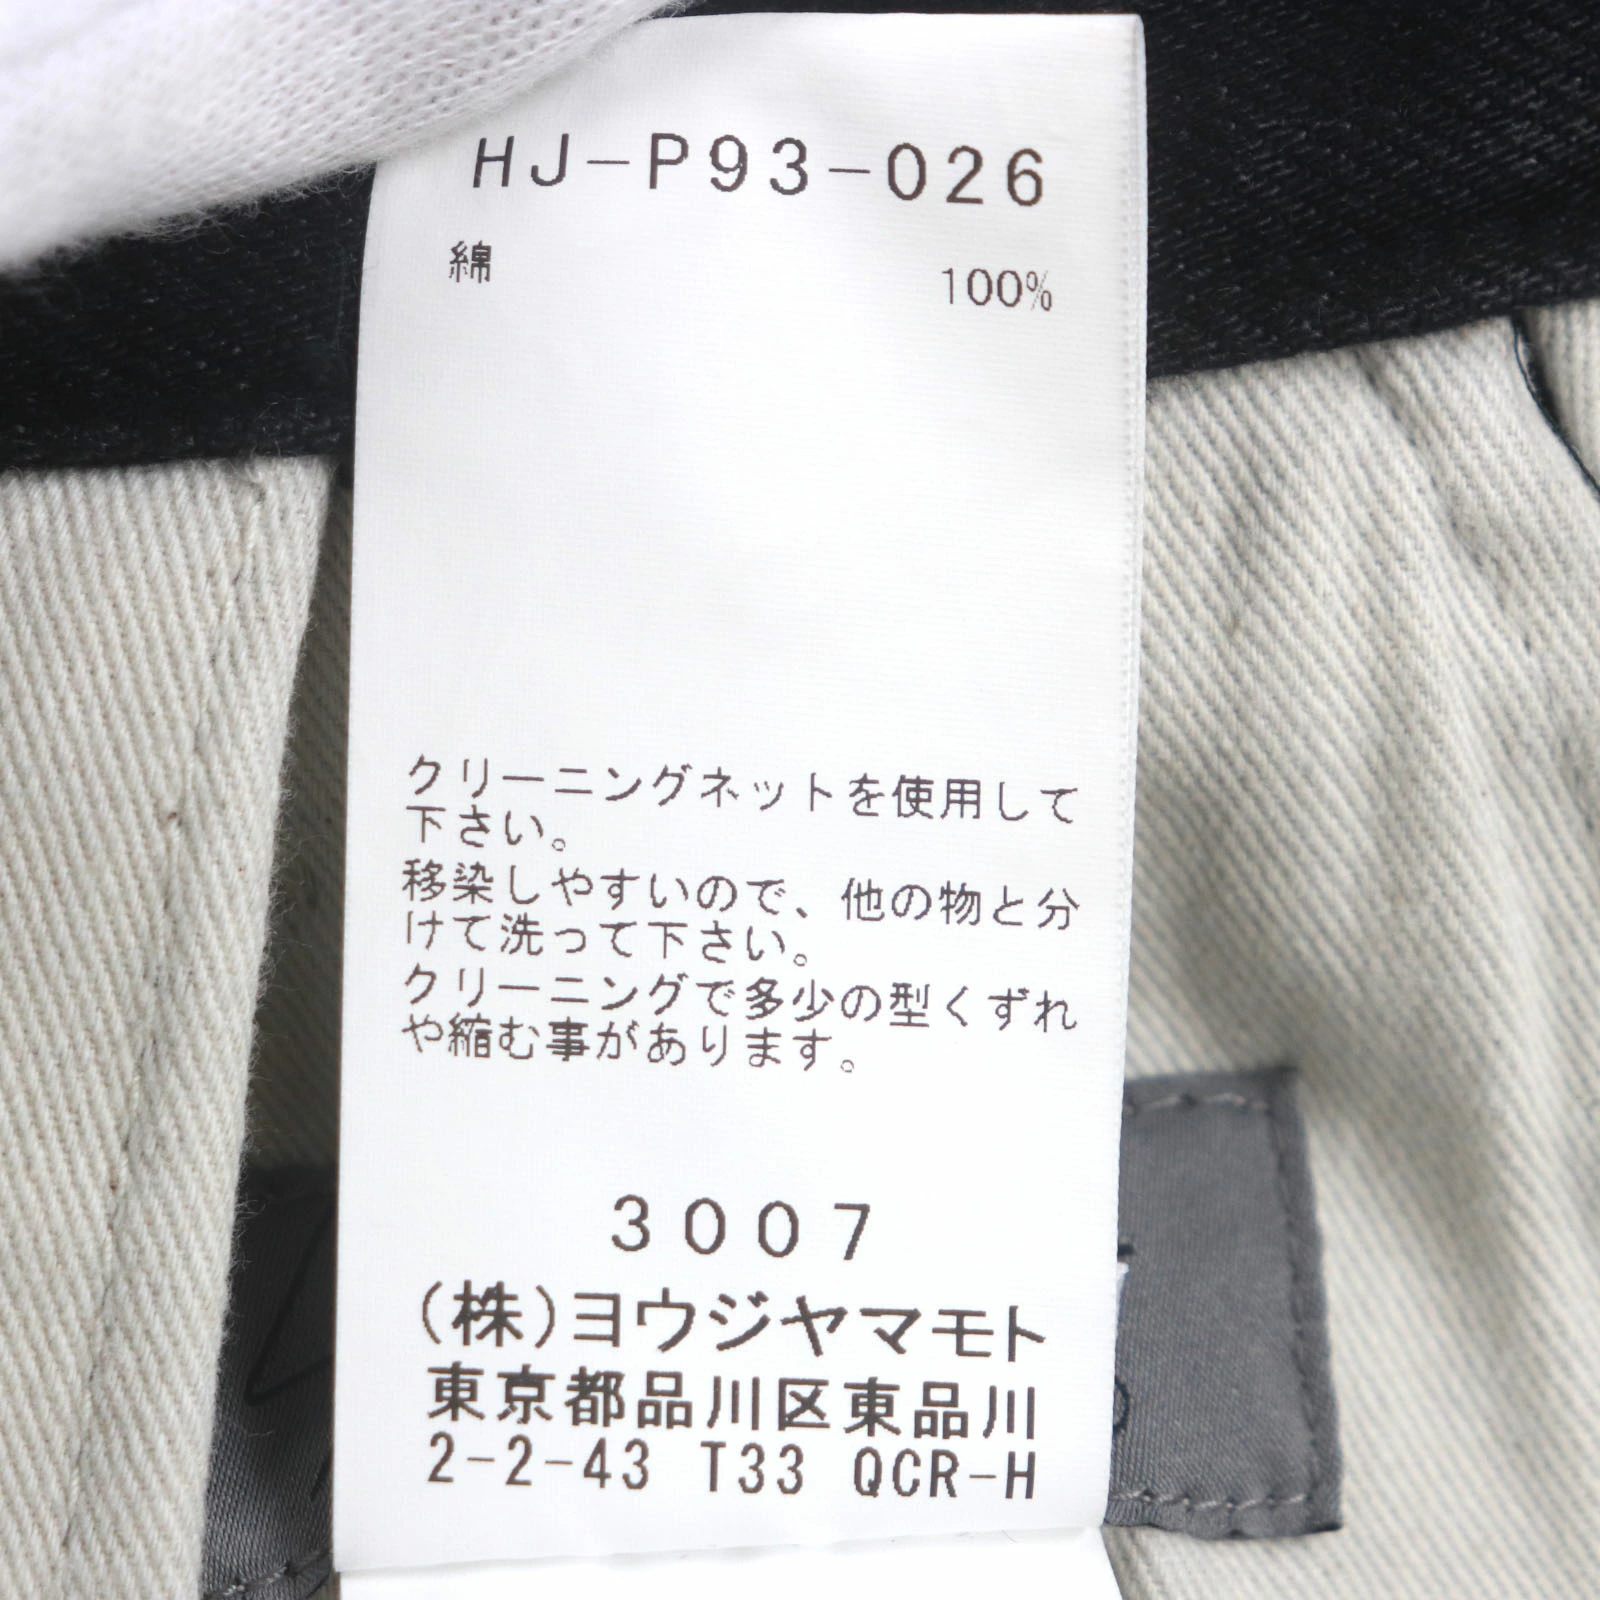 HJ-P93-026
綿 100%
クリーニングネットを使用して
下さい。
移染しやすいので、他の物と分
けて洗って下さい。
クリーニングで多少の型くずれ
や縮む事があります。
3007
(株)ヨウジヤマモト
東京都品川区東品川
2-2-43 T33 QCR-H